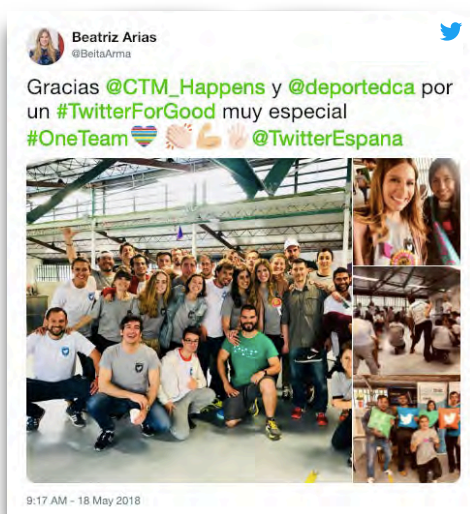 Beatriz Arias
@BeitaArma
Gracias @CTM_Happens y @deportedca por
un #TwitterForGood muy especial
#OneTeam @TwitterEspana
9:17 AM - 18 May 2018